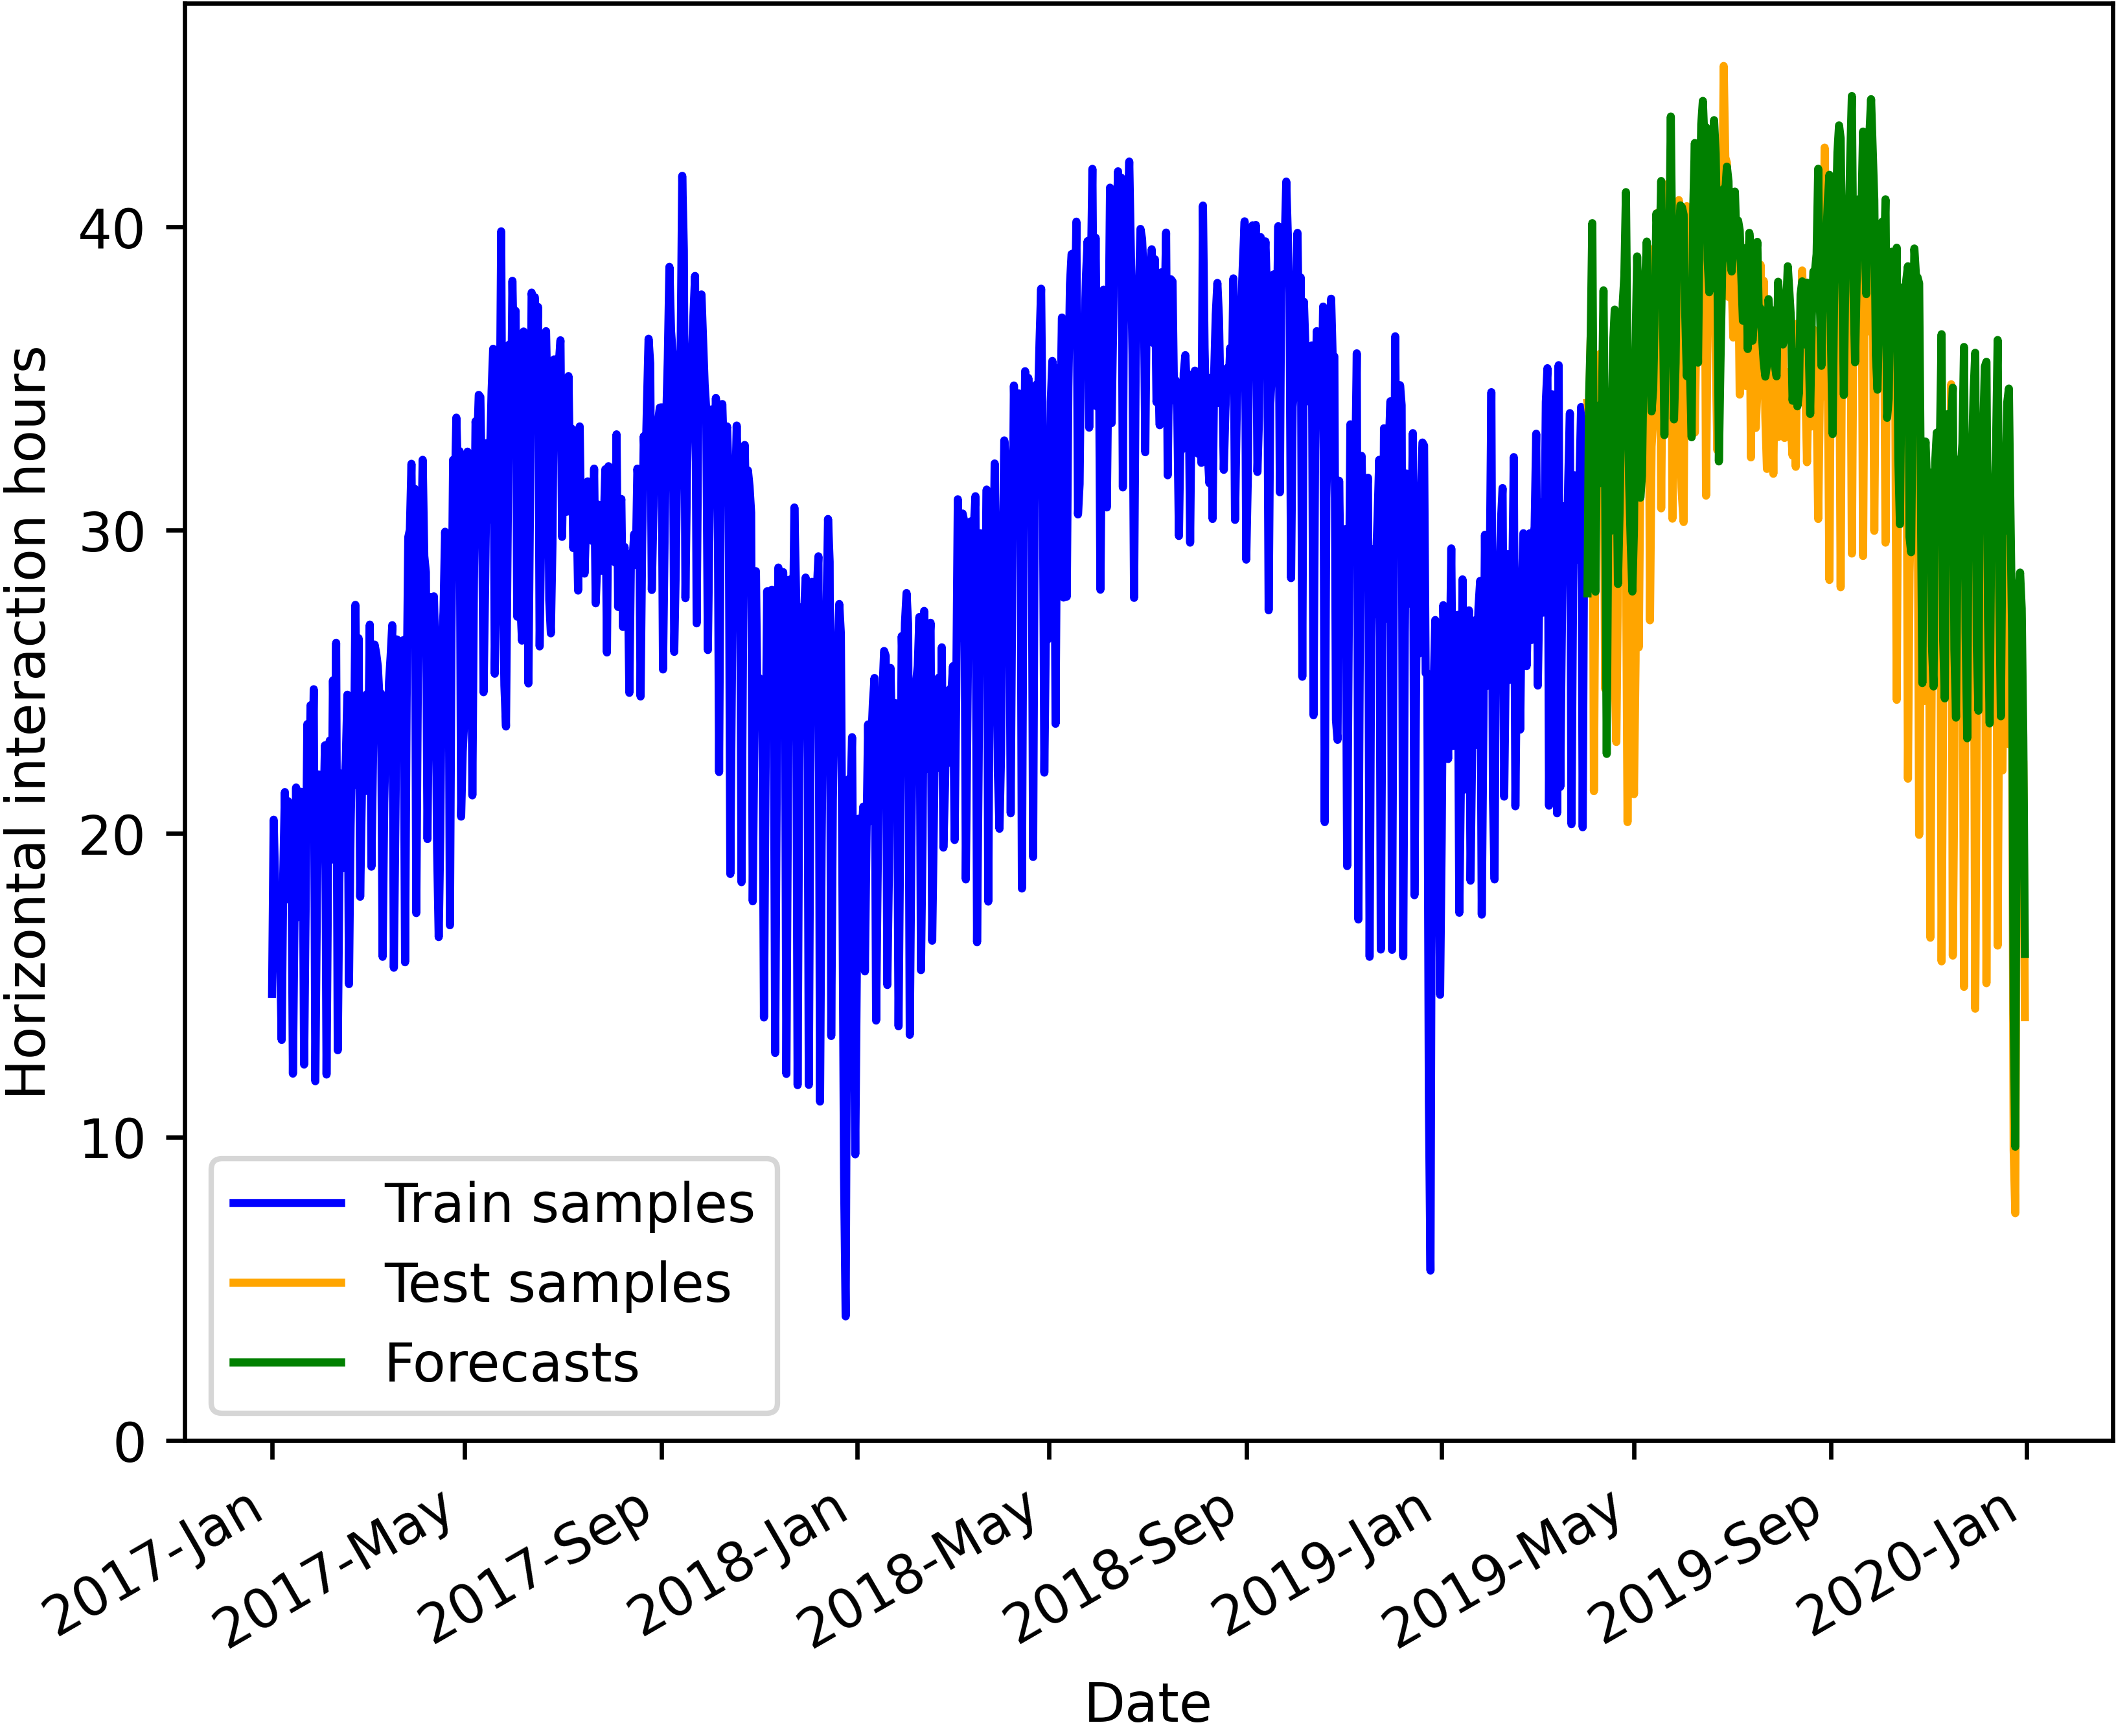 Horizontal interaction hours
40
30
20
10
0
Train samples
Test samples
Forecasts
2017-Jan
2017-May
2017-Sep
2018-Jan
2018-May
2018-Sep
2019-Jan
2019-May
2019-Sep
2020-Jan
Date